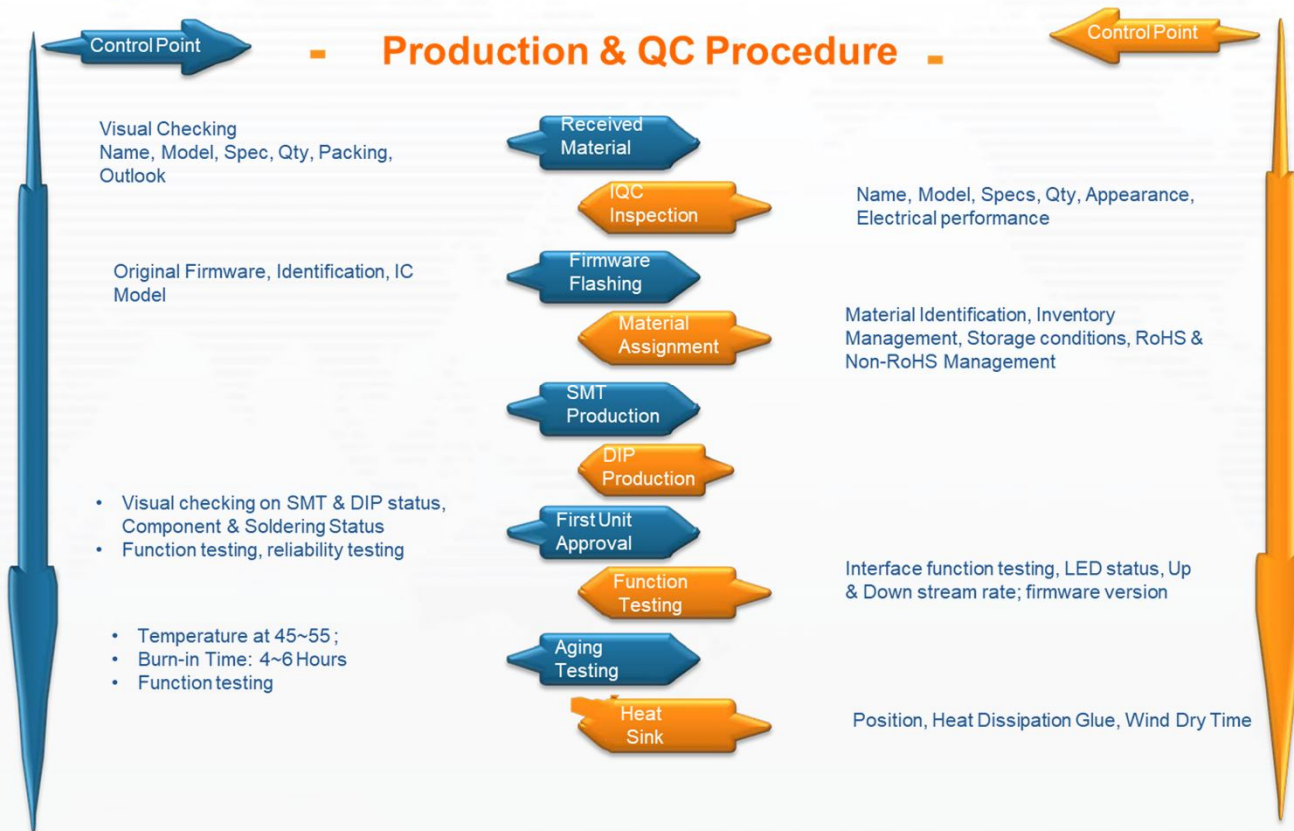 Control Point
- Production & QC Procedure -
Control Point
Visual Checking
Name, Model, Spec, Qty, Packing,
Outlook
Received
Material
IQC
Inspection
Name, Model, Specs, Qty, Appearance,
Electrical performance
Original Firmware, Identification, IC
Model
Firmware
Flashing
Material
Assignment
Material Identification, Inventory
Management, Storage conditions, RoHS &
Non-RoHS Management
SMT
Production
DIP
Production
• Visual checking on SMT & DIP status,
Component & Soldering Status
• Function testing, reliability testing
First Unit
Approval
Function
Testing
Interface function testing, LED status, Up
& Down stream rate; firmware version
• Temperature at 45~55 ;
• Burn-in Time: 4~6 Hours
• Function testing
Aging
Testing
Heat
Sink
Position, Heat Dissipation Glue, Wind Dry Time